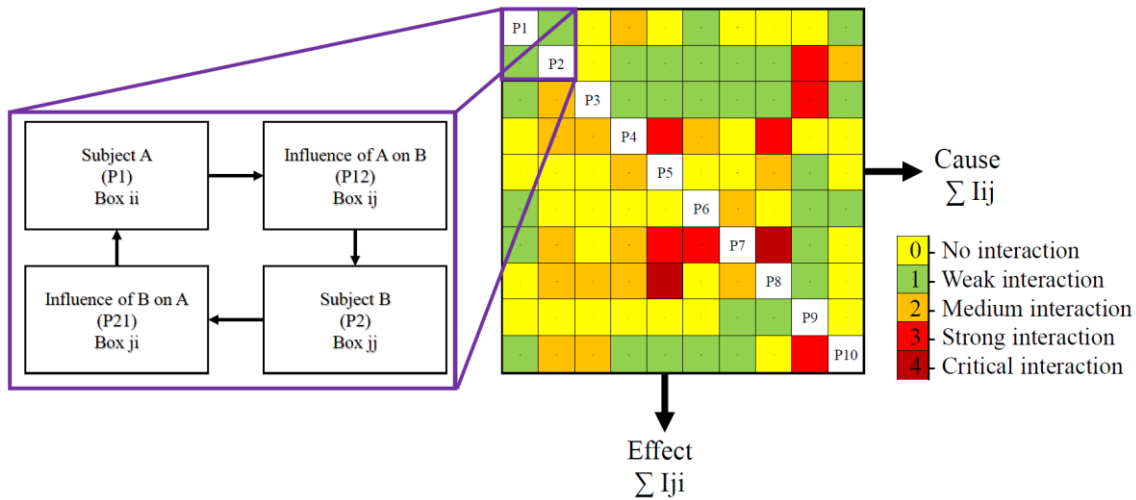 P1
P2
P3
P4
P5
P6
P7
P8
P9
P10
Subject A
(P1)
Box ii
Influence of A on B
(P12)
Box ij
Influence of B on A
(P21)
Box ji
Subject B
(P2)
Box jj
Cause
∑ Iij
0 - No interaction
1 - Weak interaction
2 - Medium interaction
3 - Strong interaction
4 - Critical interaction
Effect
∑ Iji